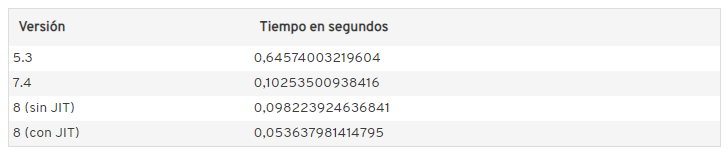 Versión Tiempo en segundos
5.3 0,64574003219604
7.4 0,10253500938416
8 (sin JIT) 0,098223924636841
8 (con JIT) 0,053637981414795